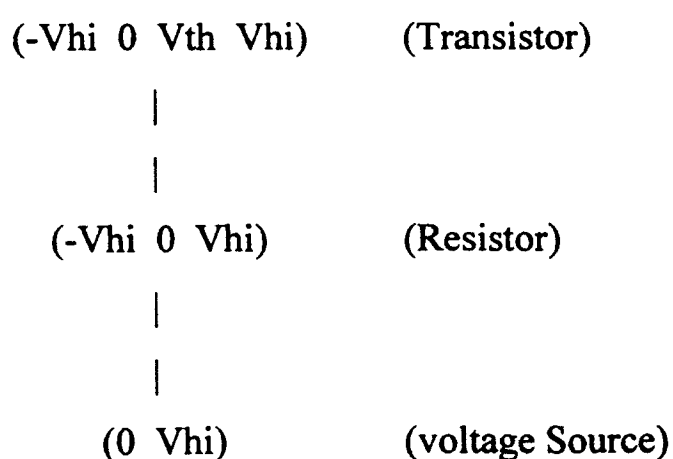 (-Vhi 0 Vth Vhi) (Transistor)
(-Vhi 0 Vhi) (Resistor)
(0 Vhi) (voltage Source)